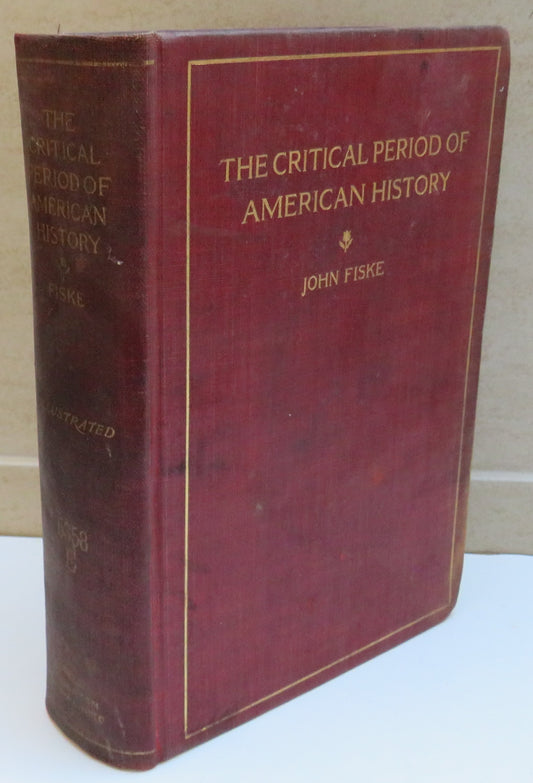 THE
CRITICAL
PERIOD OF
AMERICAN
HISTORY
FISKE
ILLUSTRATED
THE CRITICAL PERIOD OF
AMERICAN HISTORY
JOHN FISKE